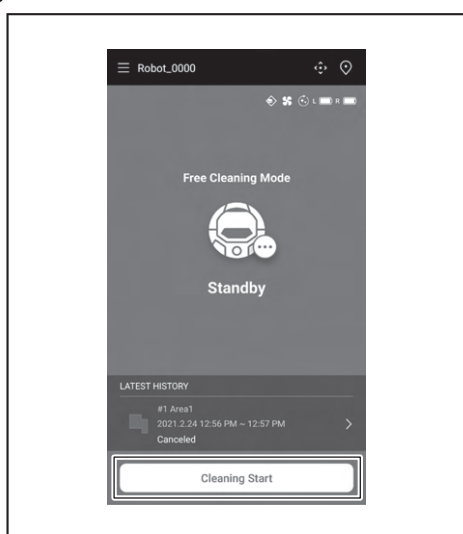 Robot_0000
L R
Free Cleaning Mode
Standby
LATEST HISTORY
#1 Area1
2021.2.24 12:56 PM ~ 12:57 PM
Canceled
Cleaning Start